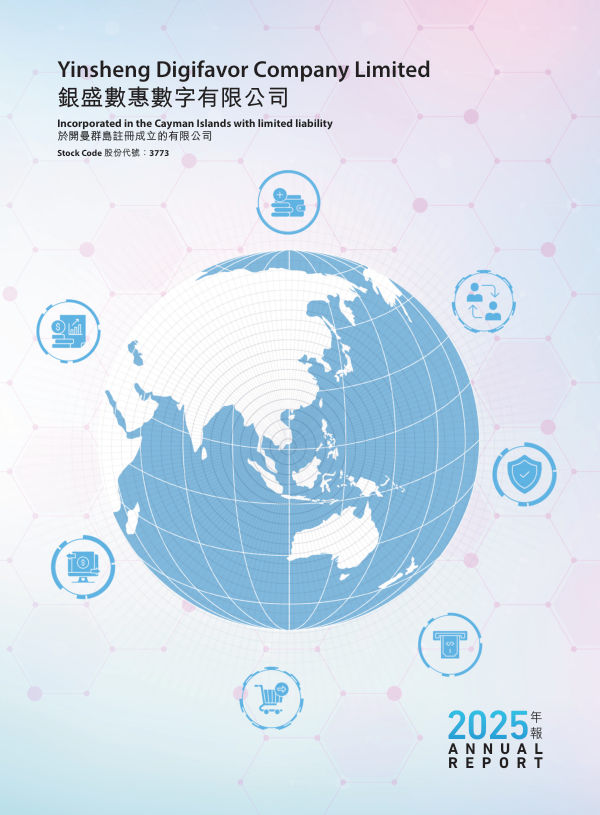 Yinsheng Digifavor Company Limited
銀盛數惠數字有限公司
Incorporated in the Cayman Islands with limited liability
於開曼群島註冊成立的有限公司
Stock Code 股份代號：3773
2025年報
ANNUAL
REPORT